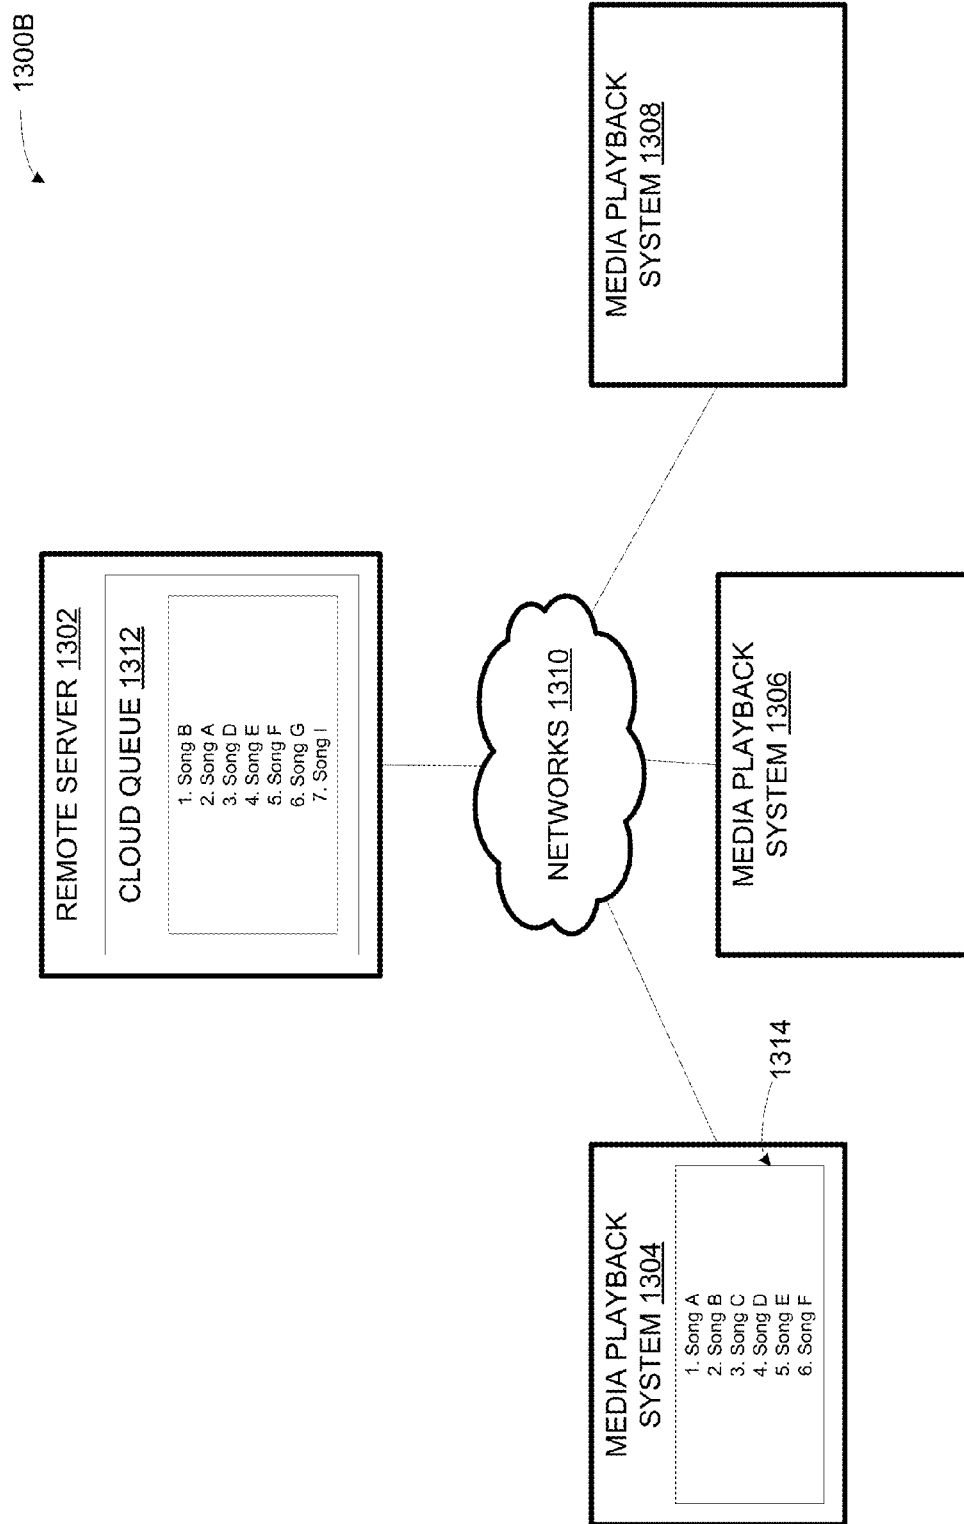 1300B
REMOTE SERVER 1302
CLOUD QUEUE 1312
1. Song B
2. Song A
3. Song D
4. Song E
5. Song F
6. Song G
7. Song I
NETWORKS 1310
MEDIA PLAYBACK
SYSTEM 1304
1. Song A
2. Song B
3. Song C
4. Song D
5. Song E
6. Song F
1314
MEDIA PLAYBACK
SYSTEM 1306
MEDIA PLAYBACK
SYSTEM 1308